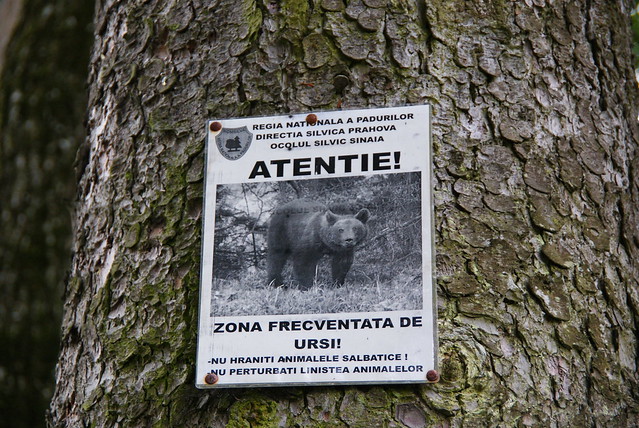 REGIA NATIONALA A PADURILOR
DIRECTIA SILVICA PRAHOVA
OCOLUL SILVIC SINAIA
ATENTIE!
ZONA FRECVENTATA DE
URSI!
-NU HRANITI ANIMALELE SALBATICE !
-NU PERTURBATI LINISTEA ANIMALELOR